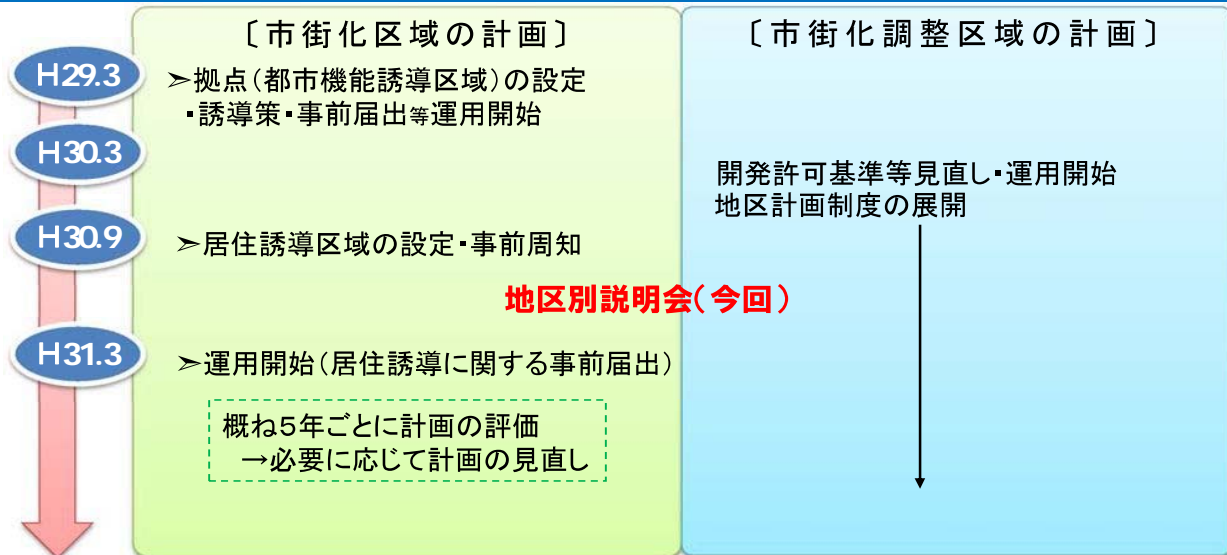 〔市街化区域の計画〕
〔市街化調整区域の計画〕
H29.3
➢拠点(都市機能誘導区域)の設定
・誘導策・事前届出等運用開始
H30.3
開発許可基準等見直し・運用開始
地区計画制度の展開
H30.9
➢居住誘導区域の設定・事前周知
地区別説明会(今回)
H31.3
➢運用開始(居住誘導に関する事前届出)
概ね5年ごとに計画の評価
→必要に応じて計画の見直し